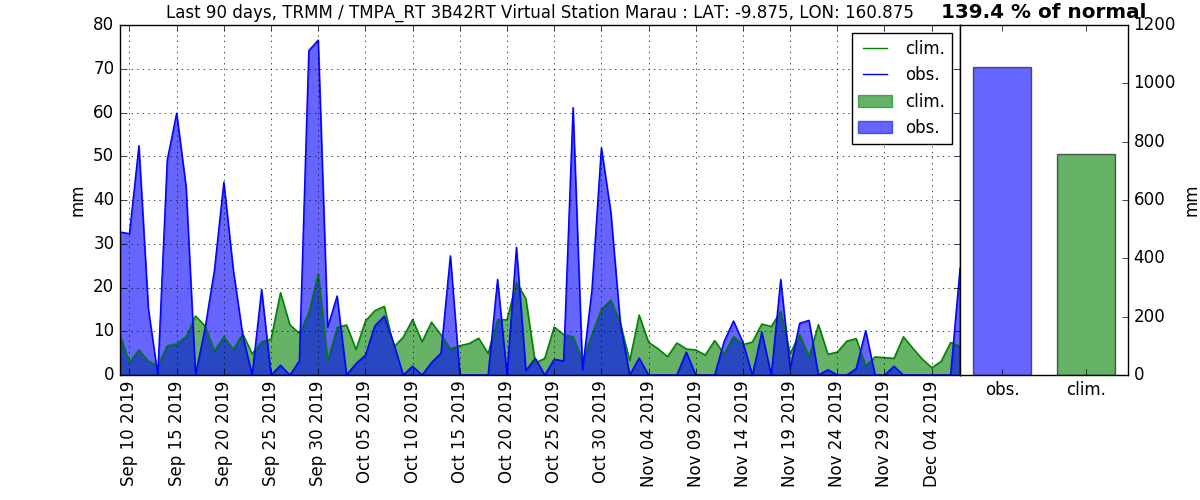 Last 90 days, TRMM / TMPA_RT 3B42RT Virtual Station Marau : LAT: -9.875, LON: 160.875
139.4 % of normal
80
70
60
50
40
30
20
10
0
mm
clim.
obs.
clim.
obs.
1200
1000
800
600
400
200
0
mm
obs.
clim.
Sep 10 2019
Sep 15 2019
Sep 20 2019
Sep 25 2019
Sep 30 2019
Oct 05 2019
Oct 10 2019
Oct 15 2019
Oct 20 2019
Oct 25 2019
Oct 30 2019
Nov 04 2019
Nov 09 2019
Nov 14 2019
Nov 19 2019
Nov 24 2019
Nov 29 2019
Dec 04 2019